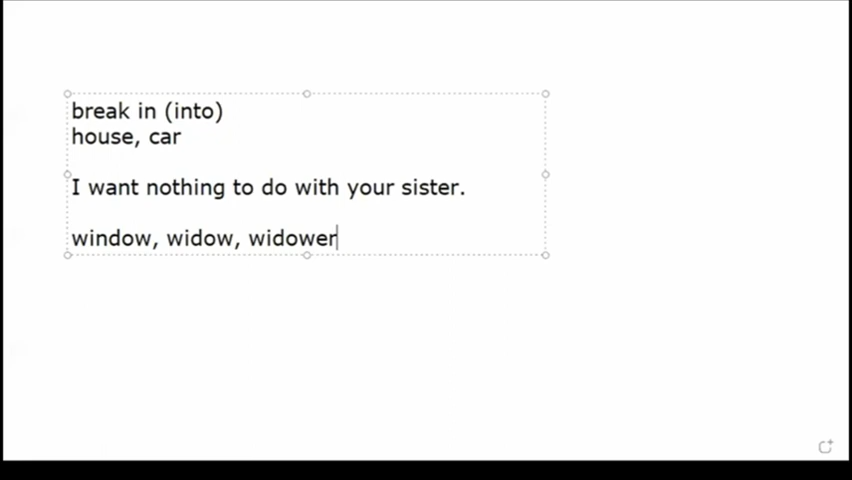 break in (into)
house, car
I want nothing to do with your sister.
window, widow, widower